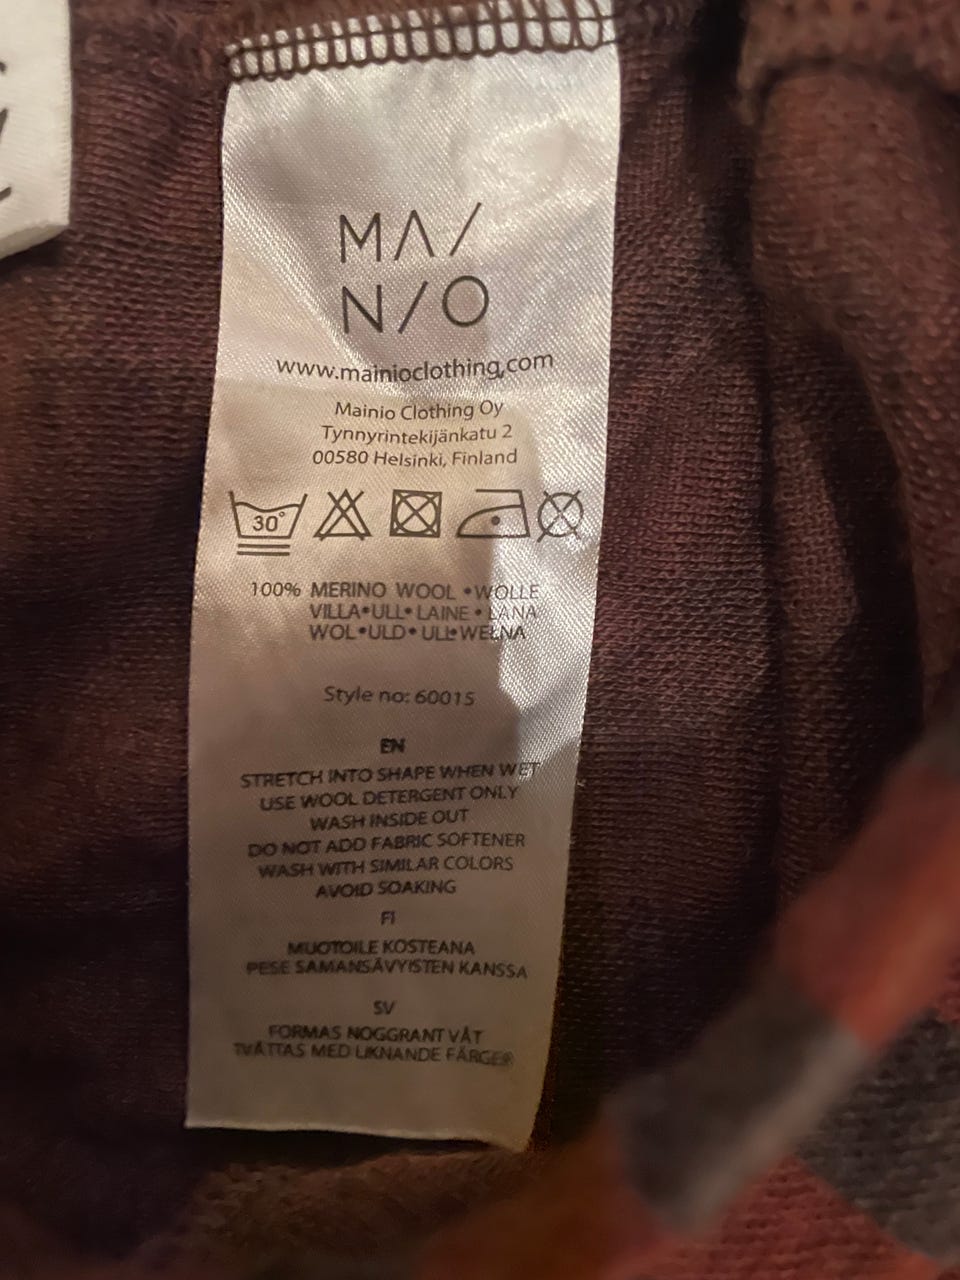 MA/
N/O
www.mainioclothing.com
Mainio Clothing Oy
Tynnyrintekijänkatu 2
00580 Helsinki, Finland
30°
100% MERINO WOOL •WOLLE
VILLA•ULL•LAINE•LANA
WOL•ULD•ULL•WEŁNA
Style no: 60015
EN
STRETCH INTO SHAPE WHEN WET
USE WOOL DETERGENT ONLY
WASH INSIDE OUT
DO NOT ADD FABRIC SOFTENER
WASH WITH SIMILAR COLORS
AVOID SOAKING
FI
MUOTOILE KOSTEANA
PESE SAMANSÄVYISTEN KANSSA
SV
FORMAS NOGGRANT VÅT
TVÄTTAS MED LIKNANDE FÄRGER